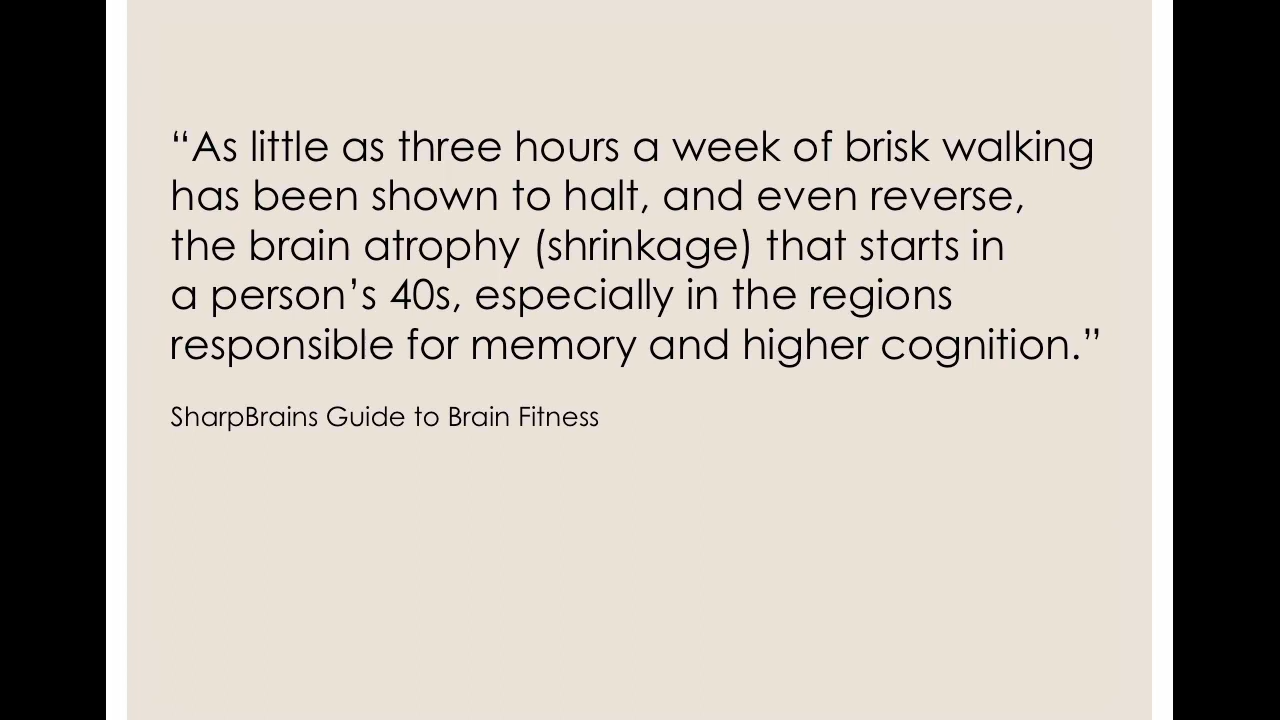 “As little as three hours a week of brisk walking
has been shown to halt, and even reverse,
the brain atrophy (shrinkage) that starts in
a person’s 40s, especially in the regions
responsible for memory and higher cognition.”
SharpBrains Guide to Brain Fitness